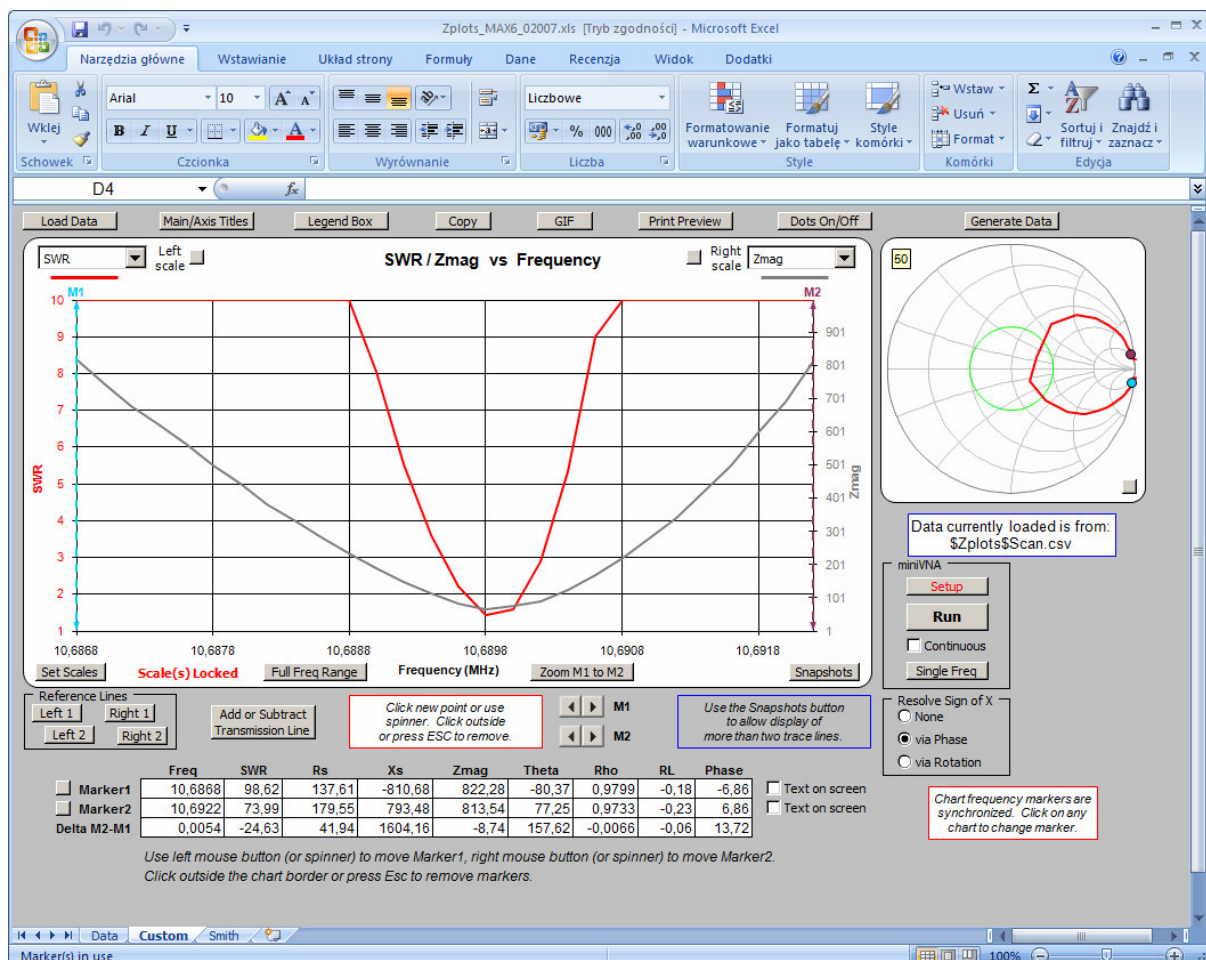 Zplots_MAX6_02007.xls [Tryb zgodności] - Microsoft Excel
Narzędzia główne Wstawianie Układ strony Formuły Dane Recenzja Widok Dodatki
Wklej
Arial 10
B I U
Liczbowe
% 000
Formatowanie warunkowe
Formatuj jako tabelę
Style komórki
Wstaw
Usuń
Format
Sortuj i filtruj
Znajdź i zaznacz
Schowek Czcionka Wyrównanie Liczba Style Komórki Edycja
D4 fx
Load Data Main/Axis Titles Legend Box Copy GIF Print Preview Dots On/Off Generate Data
SWR Left scale SWR / Zmag vs Frequency Right scale Zmag
M1 M2
10
9
8
7
6
5
4
3
2
1
SWR
901
801
701
601
501
401
301
201
101
1
Zmag
10,6868 10,6878 10,6888 10,6898 10,6908 10,6918
Set Scales Scale(s) Locked Full Freq Range Frequency (MHz) Zoom M1 to M2 Snapshots
50
Data currently loaded is from:
$Zplots$Scan.csv
miniVNA
Setup
Run
Continuous
Single Freq
Resolve Sign of X
None
via Phase
via Rotation
Reference Lines
Left 1 Right 1
Left 2 Right 2
Add or Subtract
Transmission Line
Click new point or use
spinner. Click outside
or press ESC to remove.
M1
M2
Use the Snapshots button
to allow display of
more than two trace lines.
Freq SWR Rs Xs Zmag Theta Rho RL Phase
Marker1 10,6868 98,62 137,61 -810,68 822,28 -80,37 0,9799 -0,18 -6,86 Text on screen
Marker2 10,6922 73,99 179,55 793,48 813,54 77,25 0,9733 -0,23 6,86 Text on screen
Delta M2-M1 0,0054 -24,63 41,94 1604,16 -8,74 157,62 -0,0066 -0,06 13,72
Chart frequency markers are
synchronized. Click on any
chart to change marker.
Use left mouse button (or spinner) to move Marker1, right mouse button (or spinner) to move Marker2.
Click outside the chart border or press Esc to remove markers.
Data Custom Smith
Marker(s) in use 100%